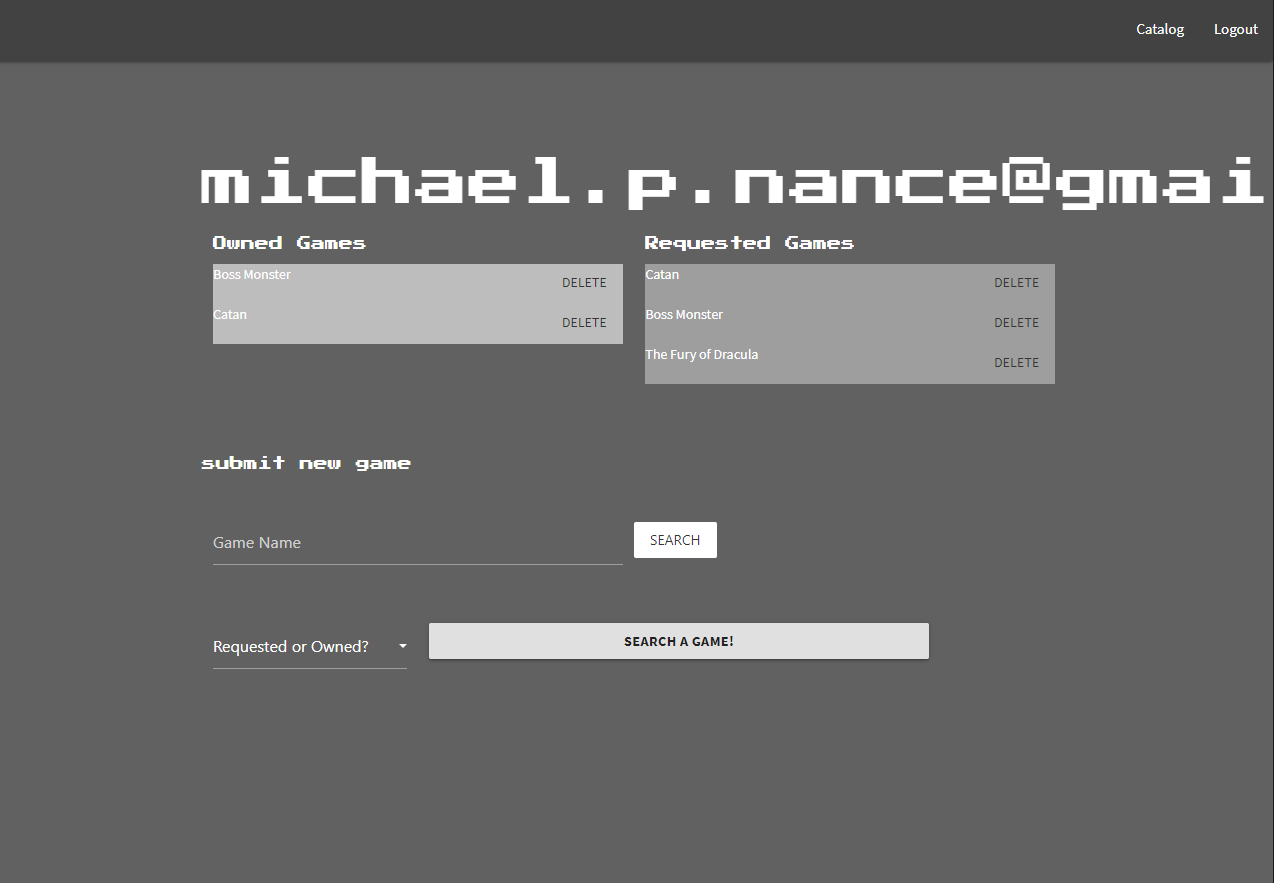 Catalog Logout
michael.p.nance@gmai
Owned Games
Boss Monster DELETE
Catan DELETE
Requested Games
Catan DELETE
Boss Monster DELETE
The Fury of Dracula DELETE
submit new game
Game Name SEARCH
Requested or Owned? SEARCH A GAME!